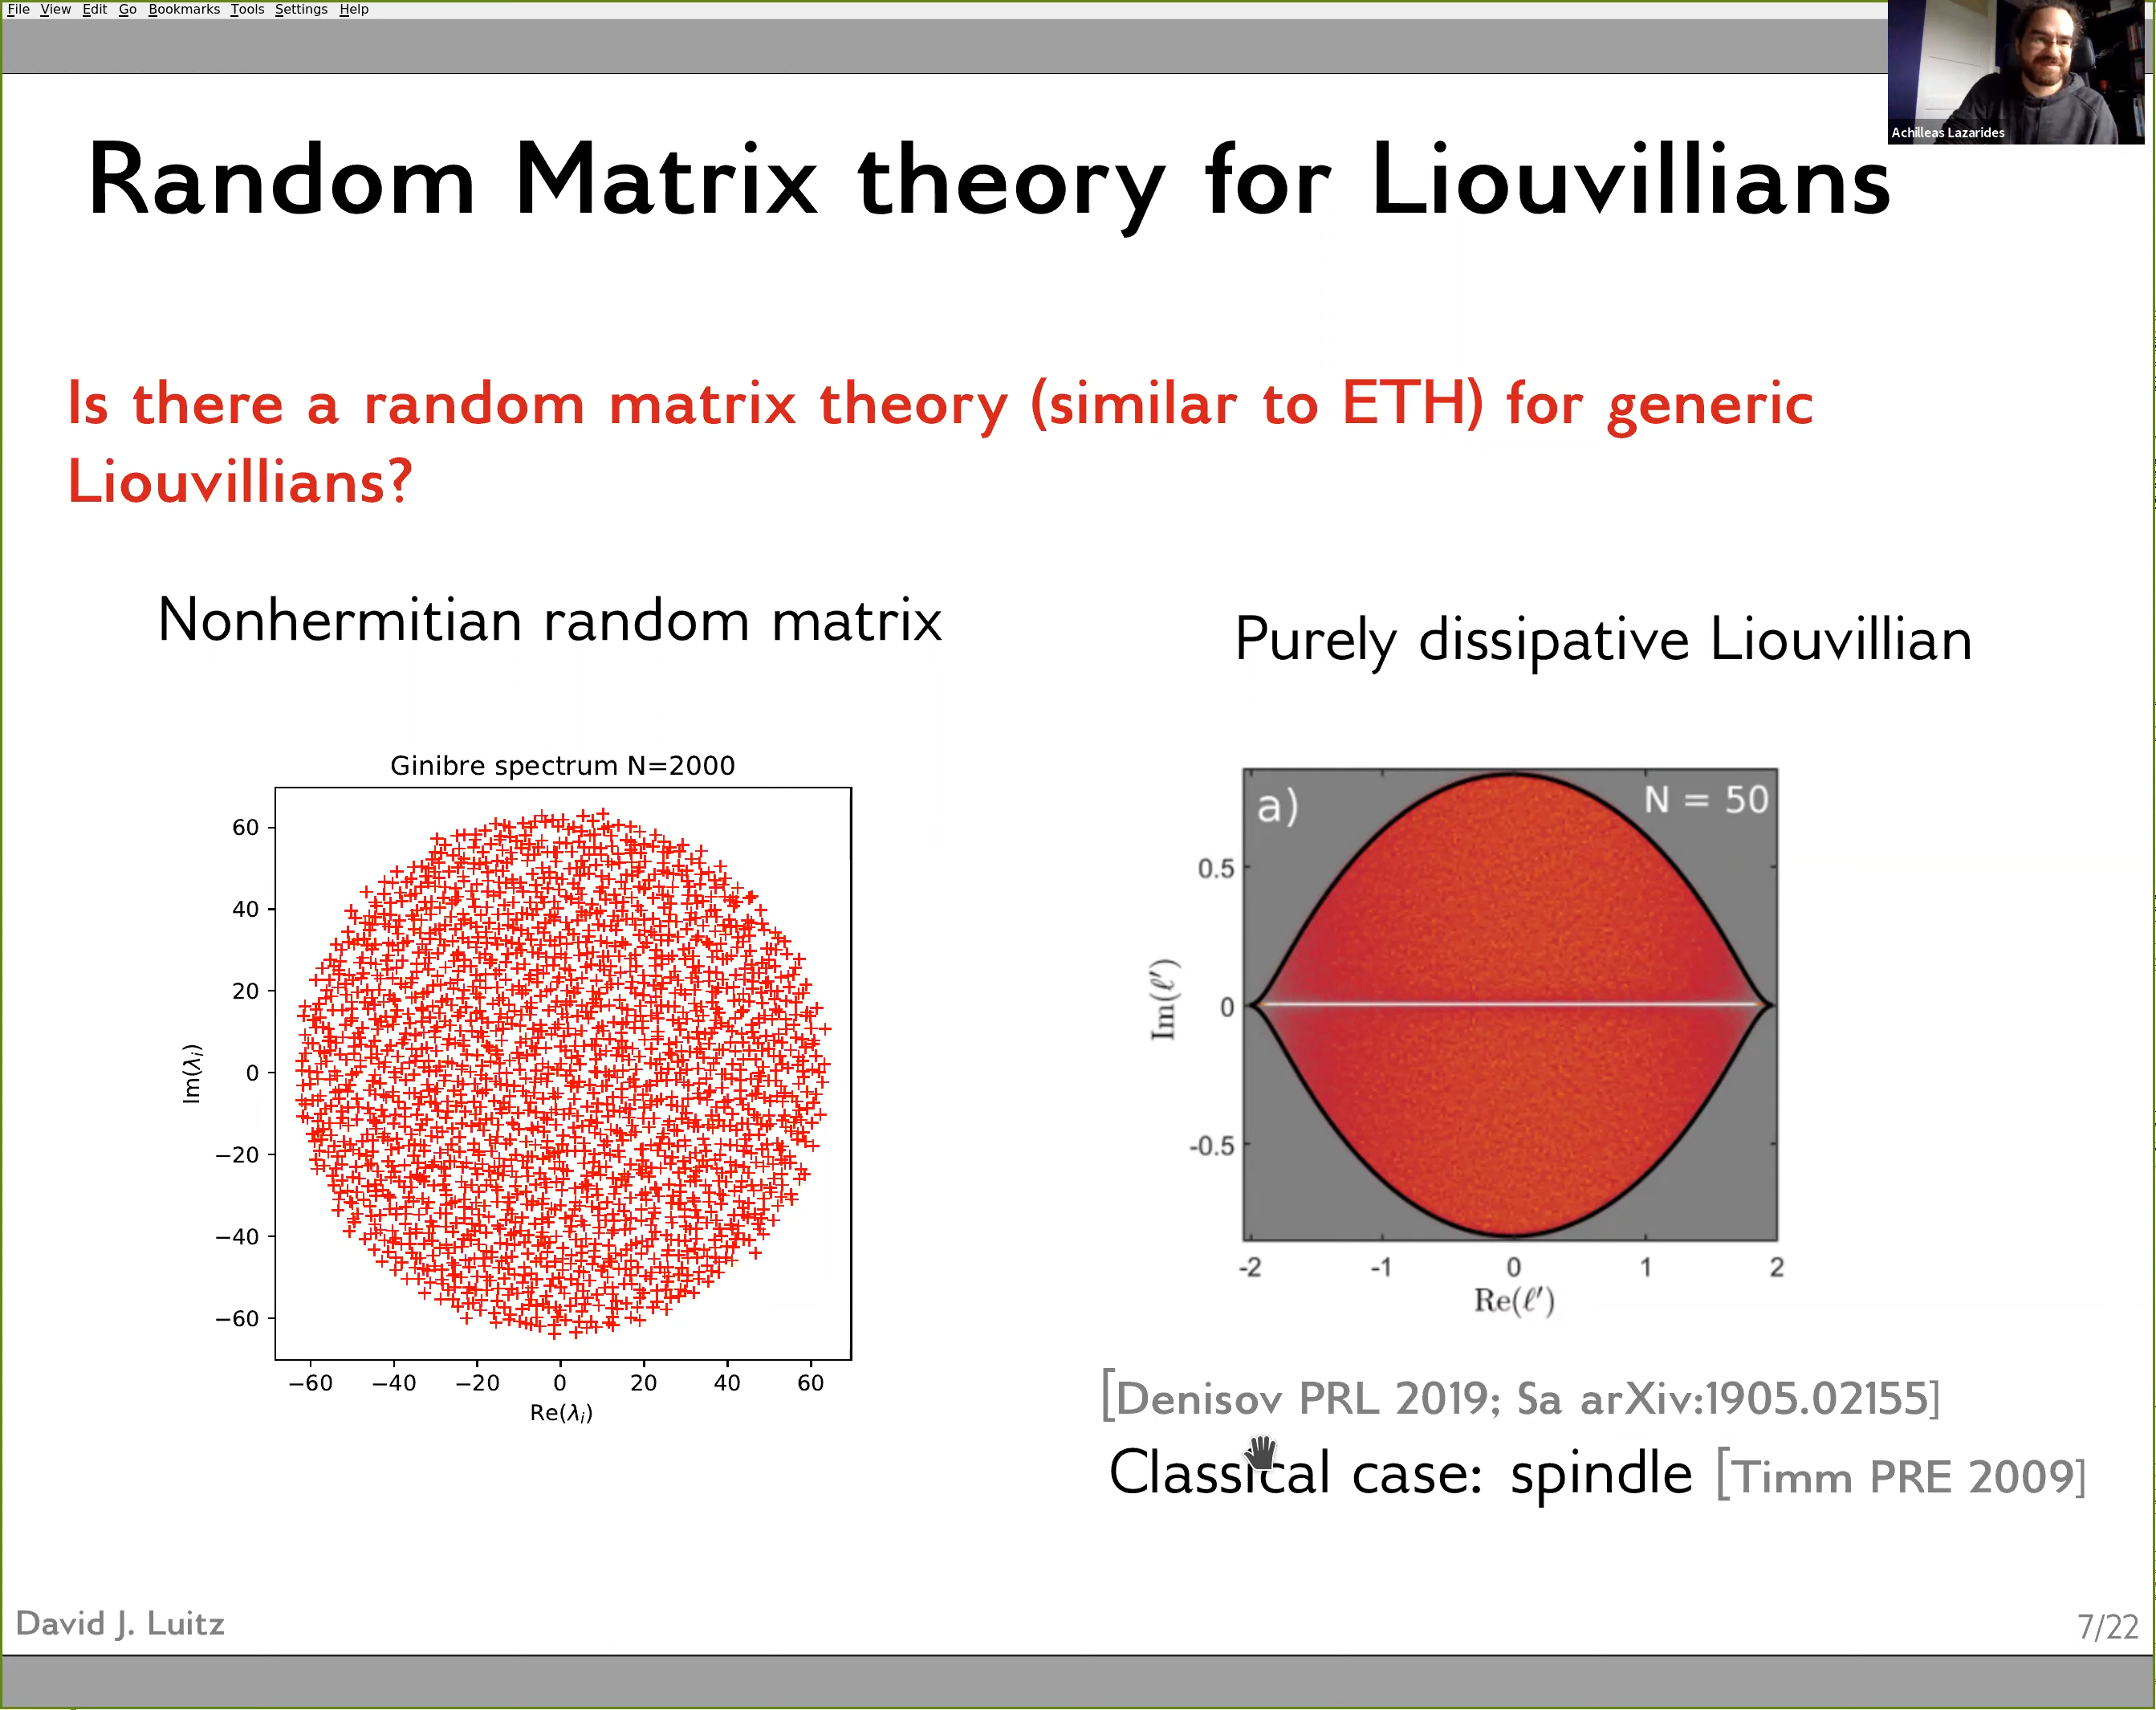 File View Edit Go Bookmarks Tools Settings Help
Achilleas Lazarides
Random Matrix theory for Liouvillians
Is there a random matrix theory (similar to ETH) for generic
Liouvillians?
Nonhermitian random matrix
Purely dissipative Liouvillian
Ginibre spectrum N=2000
60
40
20
0
−20
−40
−60
Im(λᵢ)
−60 −40 −20 0 20 40 60
Re(λᵢ)
a) N = 50
0.5
0
-0.5
Im(ℓ′)
-2 -1 0 1 2
Re(ℓ′)
[Denisov PRL 2019; Sa arXiv:1905.02155]
Classical case: spindle [Timm PRE 2009]
David J. Luitz
7/22